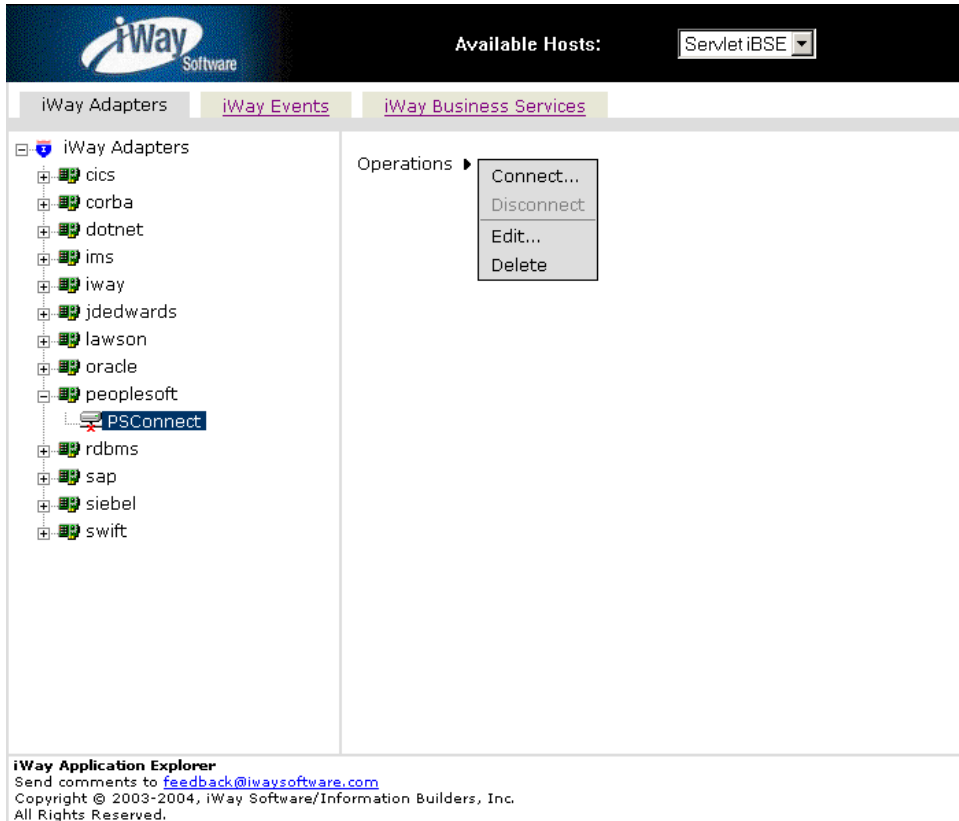 iWay
Software
Available Hosts:
Servlet iBSE
iWay Adapters
iWay Events
iWay Business Services
iWay Adapters
cics
corba
dotnet
ims
iway
jdedwards
lawson
oracle
peoplesoft
PSConnect
rdbms
sap
siebel
swift
Operations
Connect...
Disconnect
Edit...
Delete
iWay Application Explorer
Send comments to feedback@iwaysoftware.com
Copyright © 2003-2004, iWay Software/Information Builders, Inc.
All Rights Reserved.